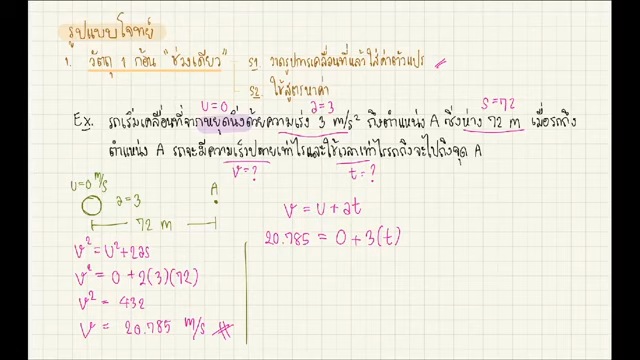 รูปแบบโจทย์
1. วัตถุ 1 ก้อน "ช่วงเดียว" S1 วาดรูปการเคลื่อนที่แล้วใส่ค่าตัวแปร
S2 ใช้สูตรหาค่า
u=0 a=3 s=72
Ex. รถเริ่มเคลื่อนที่จากหยุดนิ่งด้วยความเร่ง 3 m/s² ถึงตำแหน่ง A ซึ่งห่าง 72 m เมื่อรถถึง
ตำแหน่ง A รถจะมีความเร็วปลายเท่าไรและใช้เวลาเท่าไรรถถึงจะไปถึงจุด A
v=? t=?
u=0 m/s A
a=3
72 m
v² = u²+2as
v² = 0 + 2(3)(72)
v² = 432
v = 20.785 m/s
v = u + at
20.785 = 0 + 3(t)